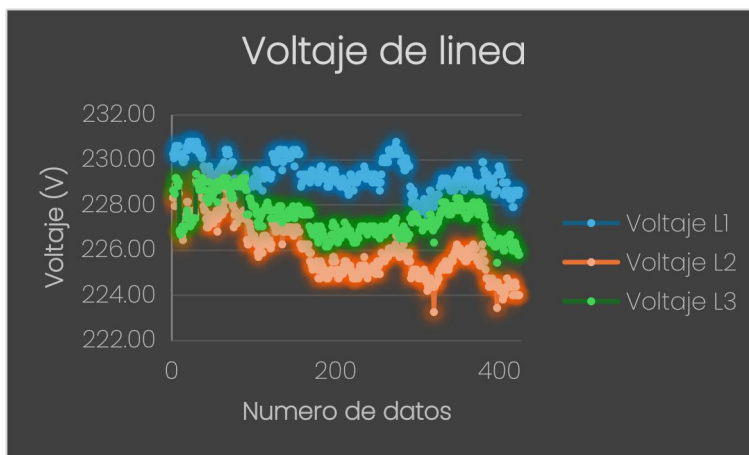 Voltaje de linea
Voltaje (V)
232.00
230.00
228.00
226.00
224.00
222.00
0
200
400
Numero de datos
Voltaje L1
Voltaje L2
Voltaje L3